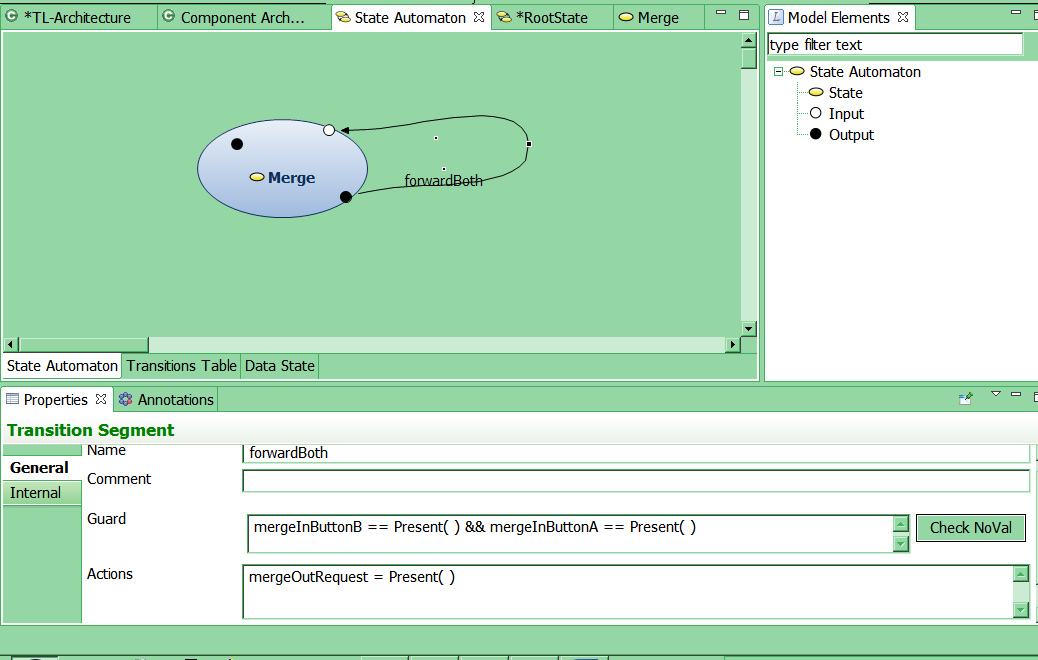 *TL-Architecture
Component Arch...
State Automaton
*RootState
Merge
Model Elements
type filter text
State Automaton
State
Input
Output
Merge
forwardBoth
State Automaton
Transitions Table
Data State
Properties
Annotations
Transition Segment
General
Internal
Name
forwardBoth
Comment
Guard
mergeInButtonB == Present( ) && mergeInButtonA == Present( )
Check NoVal
Actions
mergeOutRequest = Present( )